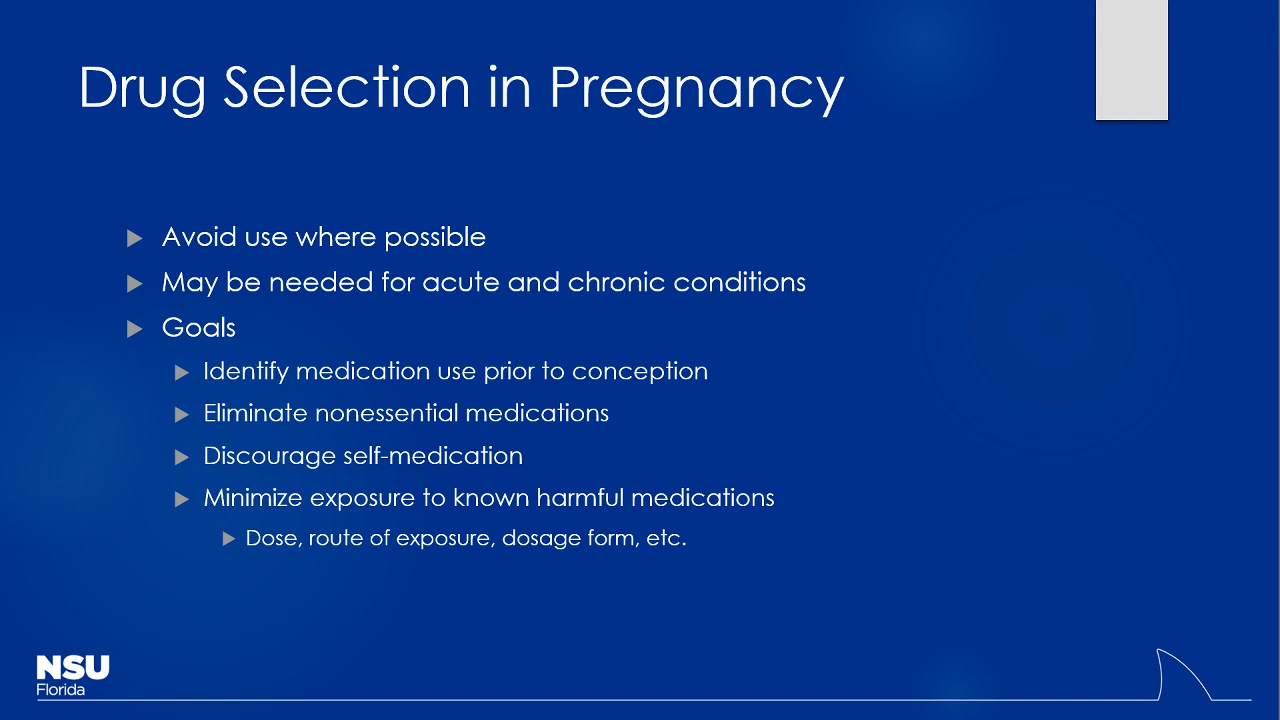 Drug Selection in Pregnancy
Avoid use where possible
May be needed for acute and chronic conditions
Goals
Identify medication use prior to conception
Eliminate nonessential medications
Discourage self-medication
Minimize exposure to known harmful medications
Dose, route of exposure, dosage form, etc.
NSU
Florida